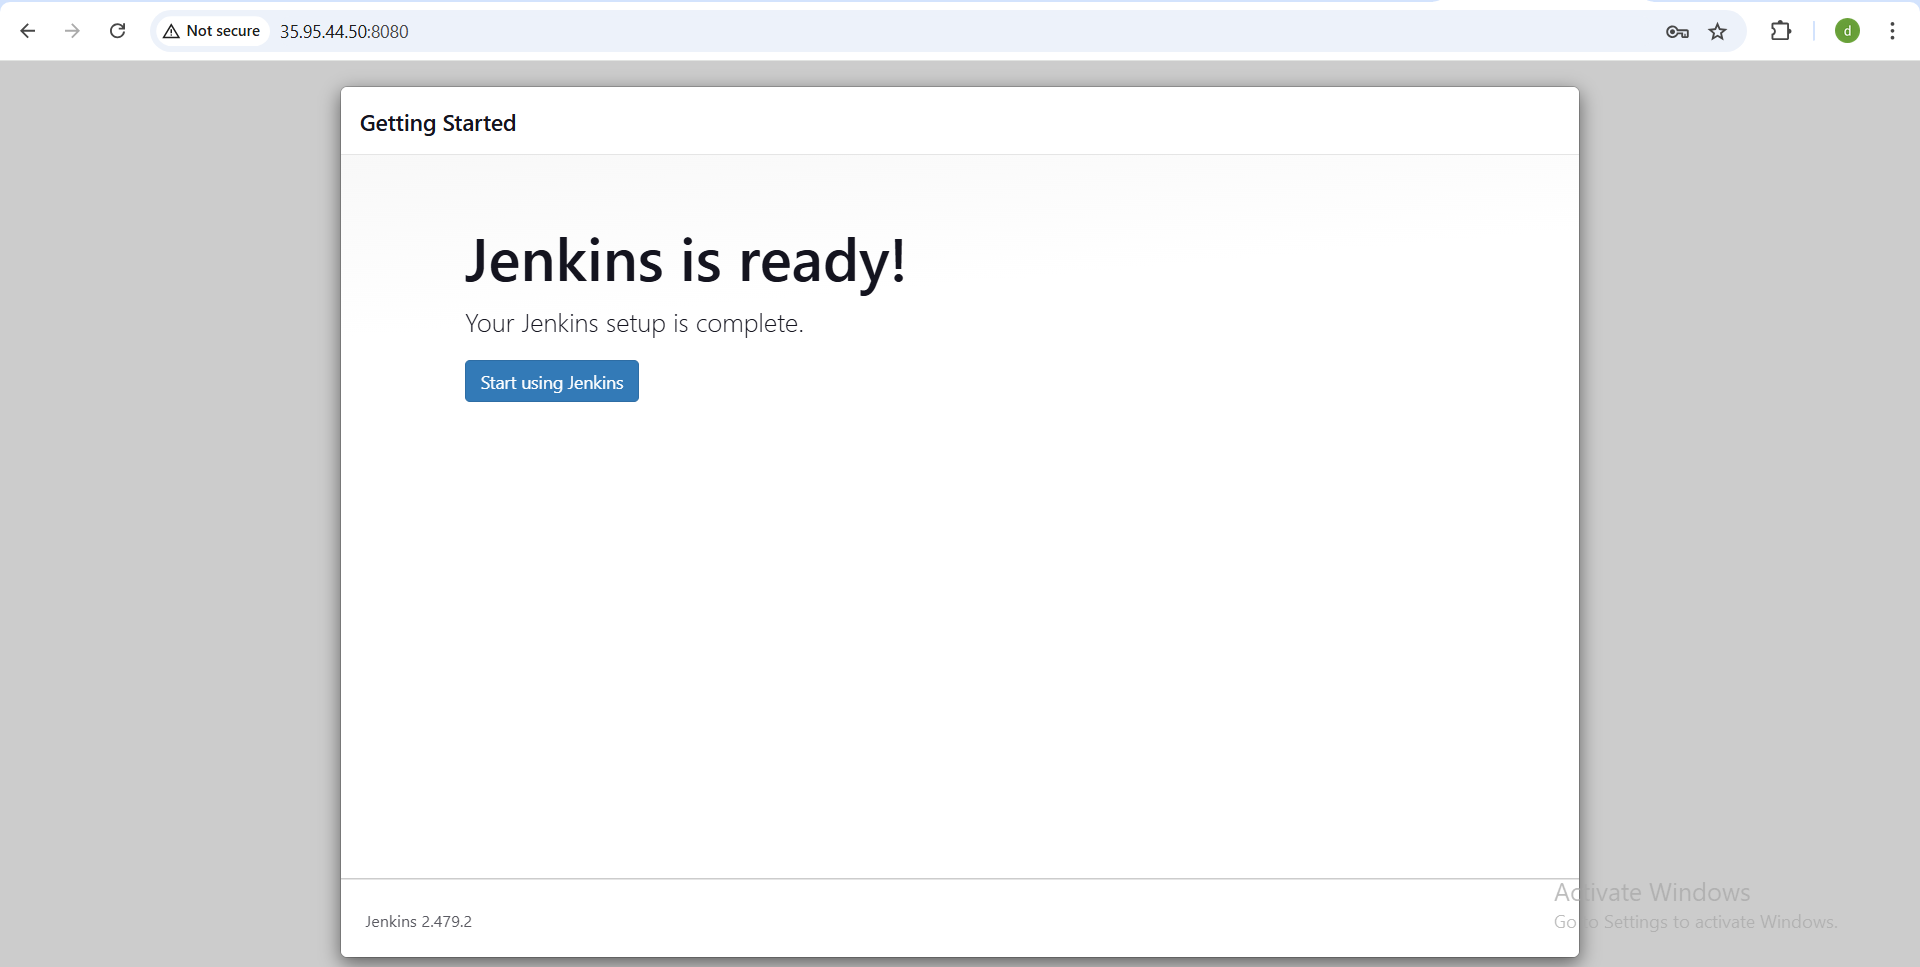 Not secure
35.95.44.50:8080
d
Getting Started
Jenkins is ready!
Your Jenkins setup is complete.
Start using Jenkins
Jenkins 2.479.2
Activate Windows
Go to Settings to activate Windows.